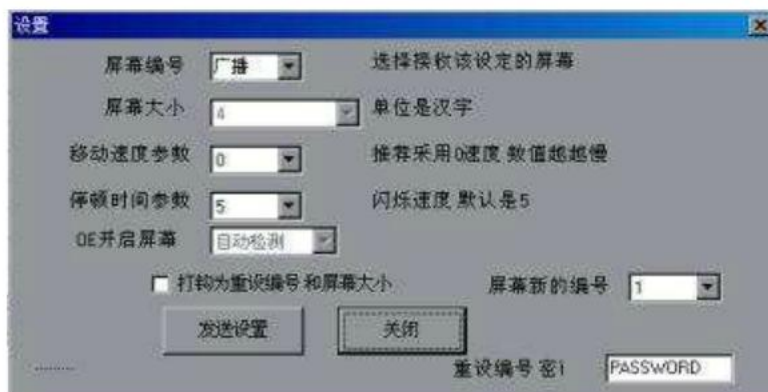 设置
屏幕编号 广播 选择接收该设定的屏幕
屏幕大小 4 单位是汉字
移动速度参数 0 推荐采用0速度 数值越越慢
停顿时间参数 5 闪烁速度 默认是5
OE开启屏幕 自动检测
打钩为重设编号和屏幕大小 屏幕新的编号 1
发送设置 关闭
重设编号 密i PASSWORD